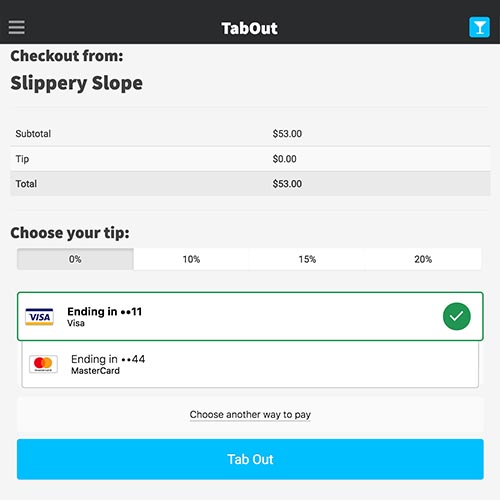 TabOut
Checkout from:
Slippery Slope
Subtotal $53.00
Tip $0.00
Total $53.00
Choose your tip:
0% 10% 15% 20%
VISA Ending in ••11
Visa
Ending in ••44
MasterCard
Choose another way to pay
Tab Out